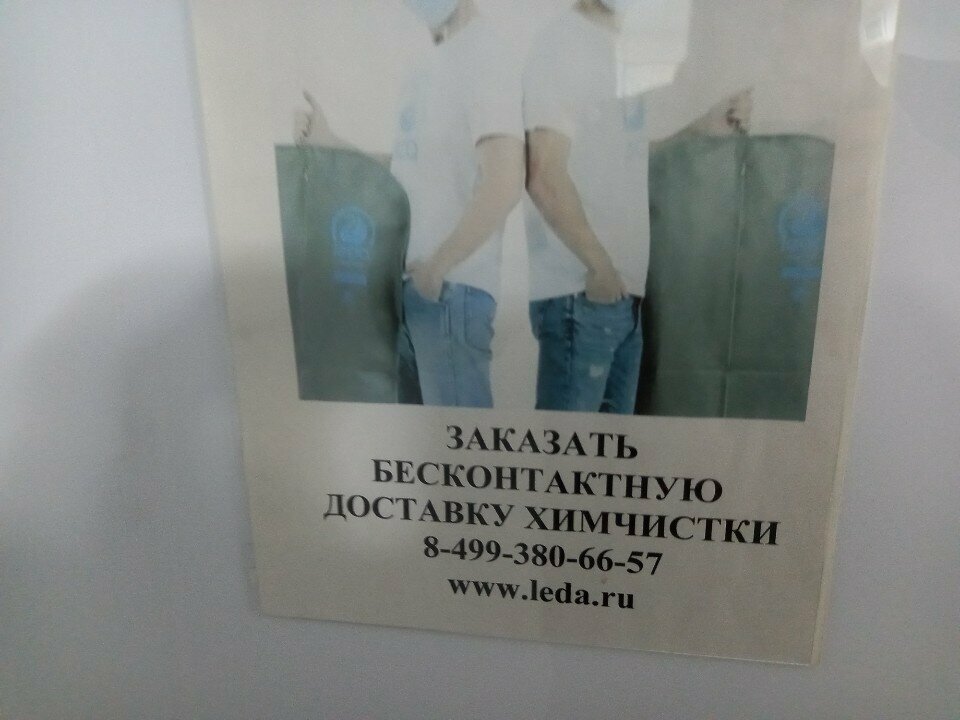 ЗАКАЗАТЬ
БЕСКОНТАКТНУЮ
ДОСТАВКУ ХИМЧИСТКИ
8-499-380-66-57
www.leda.ru